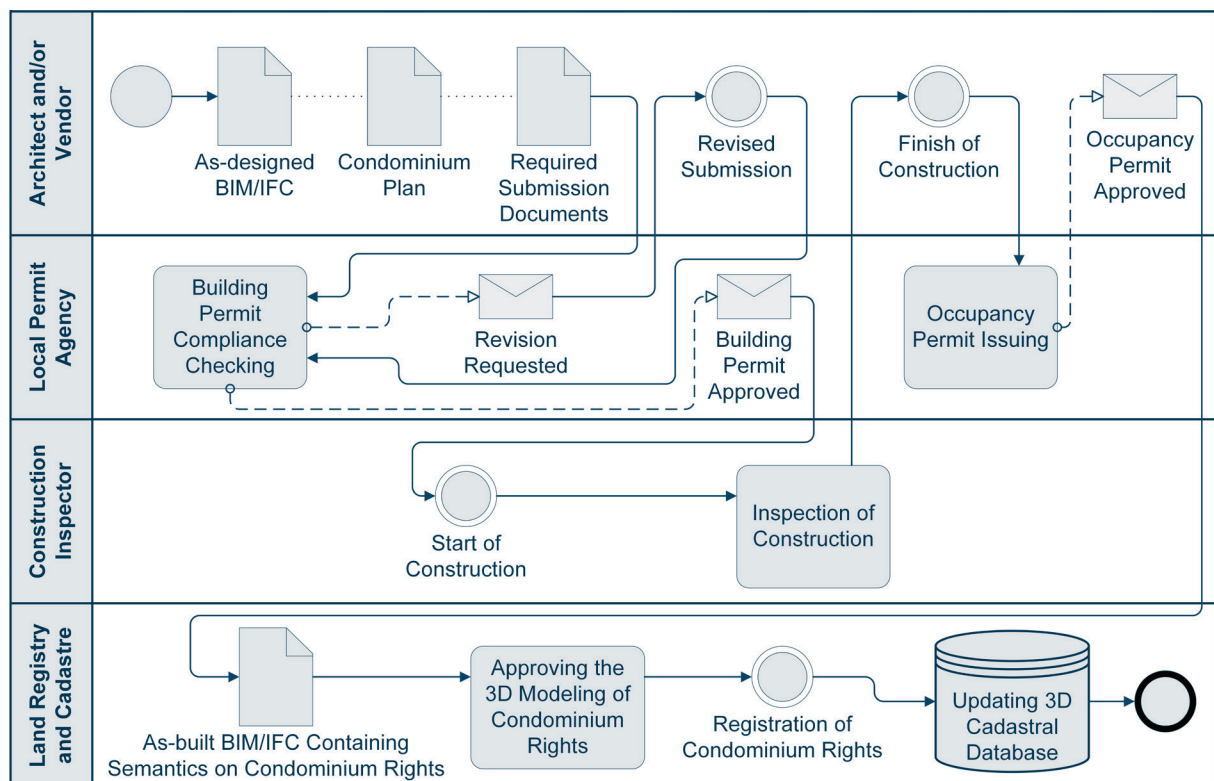 Architect and/or
Vendor
As-designed
BIM/IFC
Condominium
Plan
Required
Submission
Documents
Revised
Submission
Finish of
Construction
Occupancy
Permit
Approved
Local Permit
Agency
Building
Permit
Compliance
Checking
Revision
Requested
Building
Permit
Approved
Occupancy
Permit Issuing
Construction
Inspector
Start of
Construction
Inspection of
Construction
Land Registry
and Cadastre
As-built BIM/IFC Containing
Semantics on Condominium Rights
Approving the
3D Modeling of
Condominium
Rights
Registration of
Condominium Rights
Updating 3D
Cadastral
Database